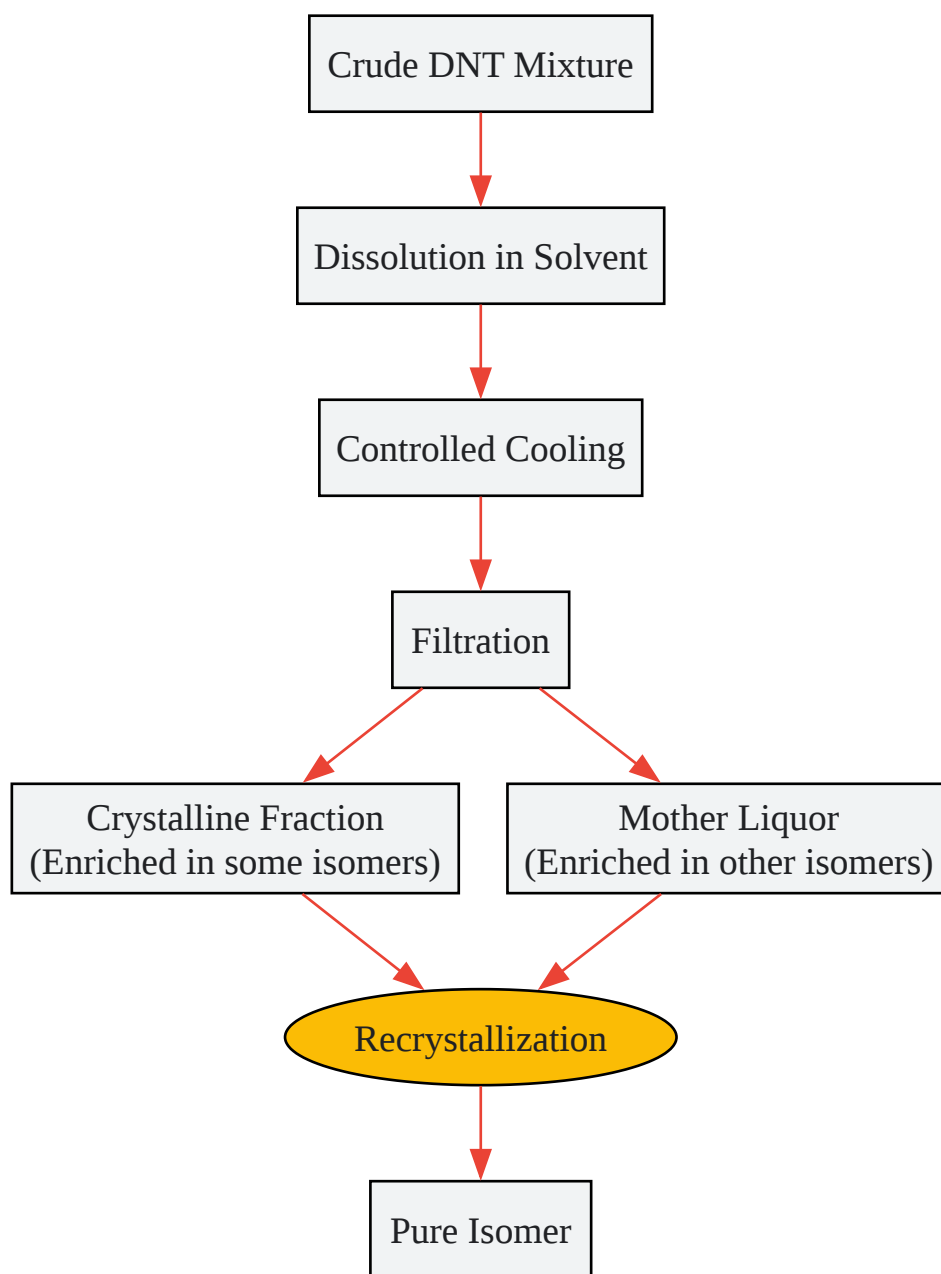 Crude DNT Mixture
Dissolution in Solvent
Controlled Cooling
Filtration
Crystalline Fraction
(Enriched in some isomers)
Mother Liquor
(Enriched in other isomers)
Recrystallization
Pure Isomer